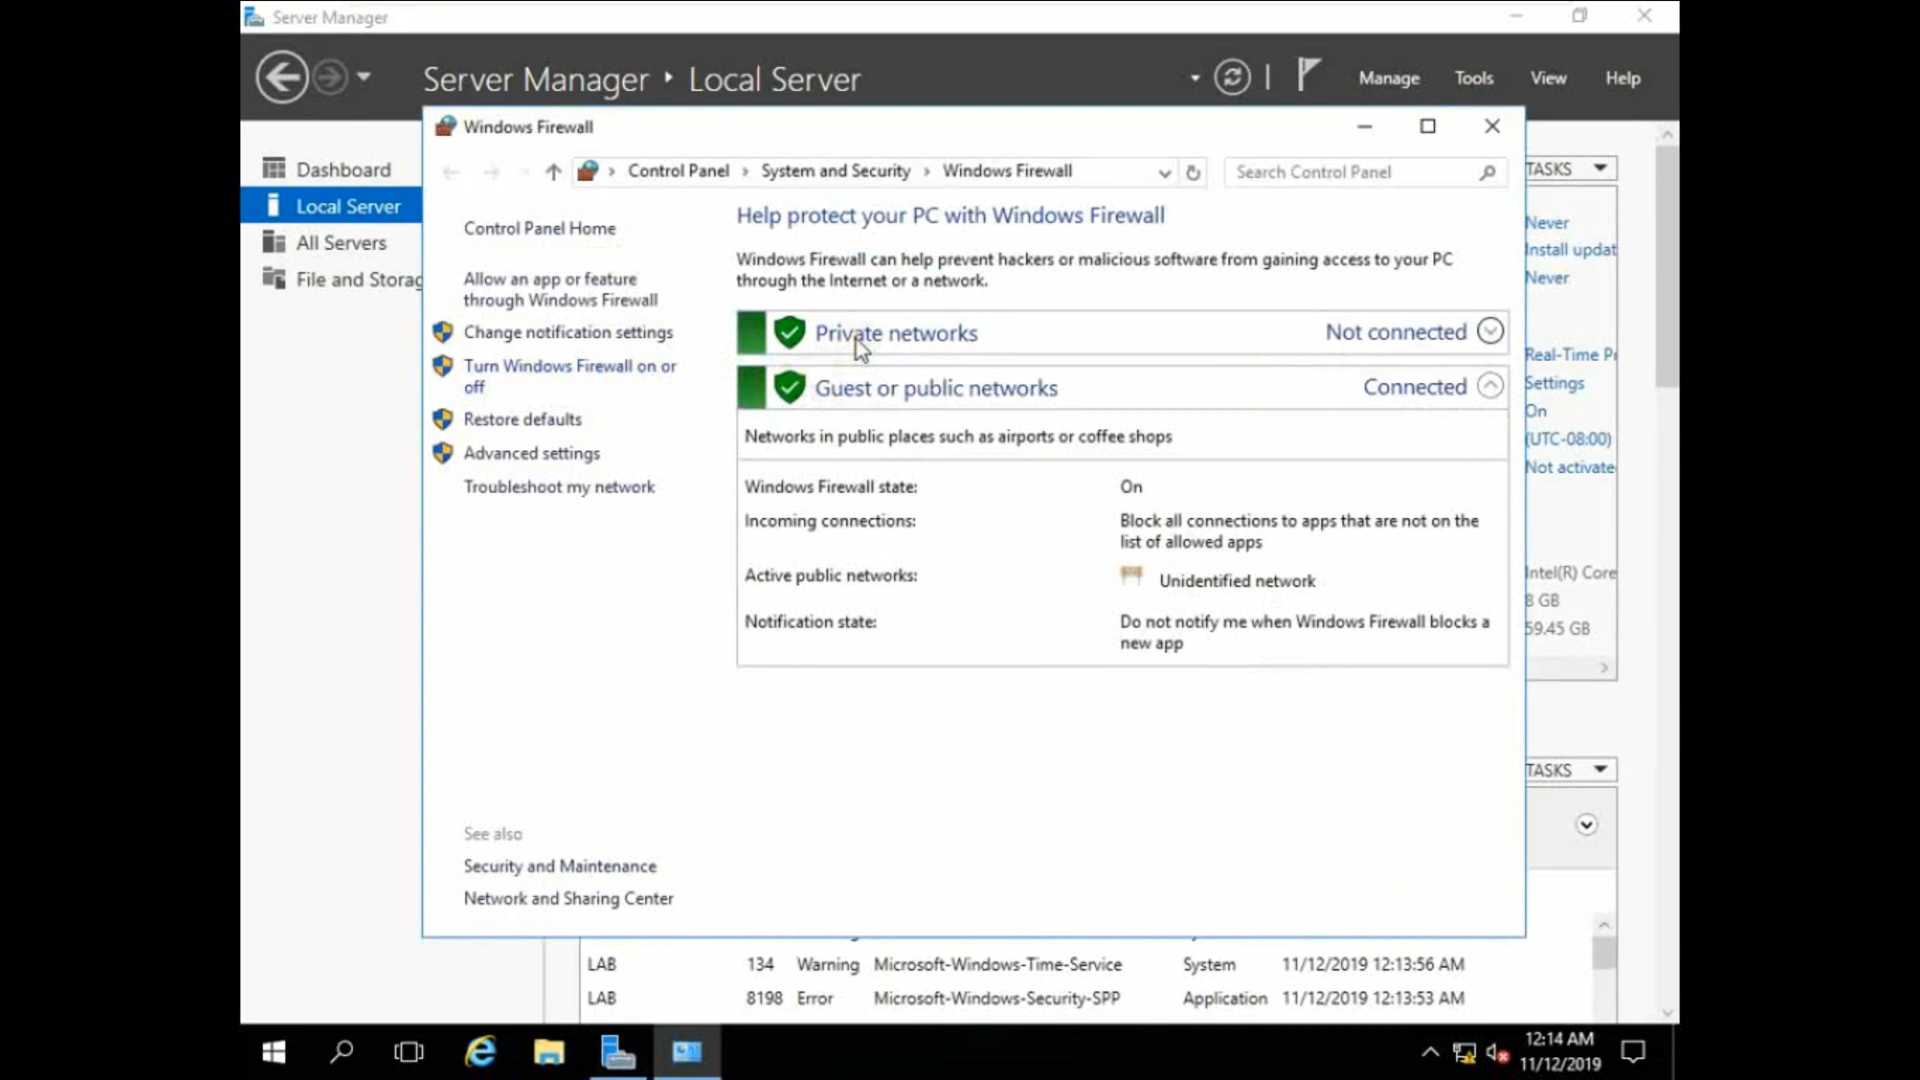 Server Manager
Server Manager ‣ Local Server
Manage
Tools
View
Help
Windows Firewall
Control Panel › System and Security › Windows Firewall
Search Control Panel
Dashboard
Local Server
All Servers
File and Storag
Control Panel Home
Allow an app or feature
through Windows Firewall
Change notification settings
Turn Windows Firewall on or
off
Restore defaults
Advanced settings
Troubleshoot my network
See also
Security and Maintenance
Network and Sharing Center
Help protect your PC with Windows Firewall
Windows Firewall can help prevent hackers or malicious software from gaining access to your PC
through the Internet or a network.
Private networks
Not connected
Guest or public networks
Connected
Networks in public places such as airports or coffee shops
Windows Firewall state:
On
Incoming connections:
Block all connections to apps that are not on the
list of allowed apps
Active public networks:
Unidentified network
Notification state:
Do not notify me when Windows Firewall blocks a
new app
TASKS
Never
Install updat
Never
Real-Time Pr
Settings
On
(UTC-08:00)
Not activate
Intel(R) Core
8 GB
59.45 GB
TASKS
LAB 134 Warning Microsoft-Windows-Time-Service System 11/12/2019 12:13:56 AM
LAB 8198 Error Microsoft-Windows-Security-SPP Application 11/12/2019 12:13:53 AM
12:14 AM
11/12/2019